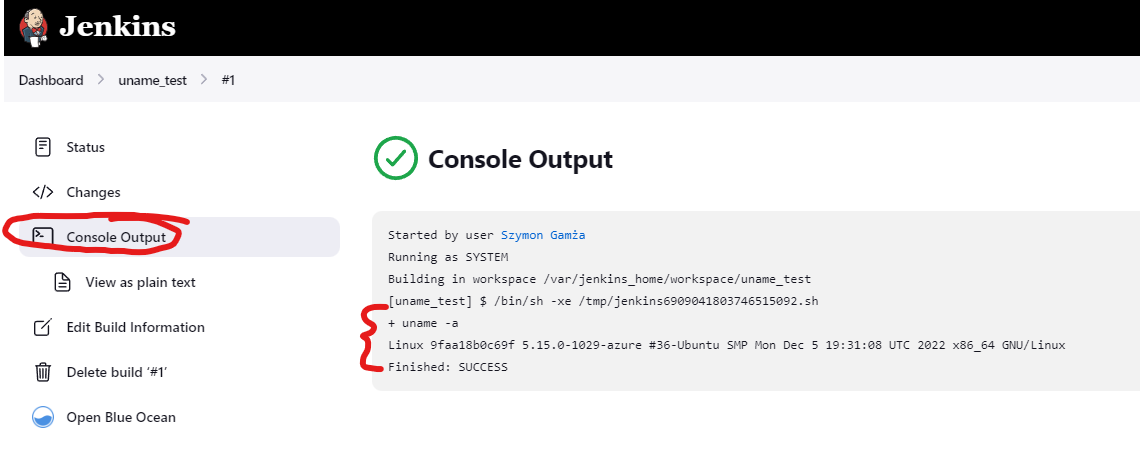 Jenkins
Dashboard > uname_test > #1
Status
Changes
Console Output
View as plain text
Edit Build Information
Delete build ‘#1’
Open Blue Ocean
Console Output
Started by user Szymon Gamża
Running as SYSTEM
Building in workspace /var/jenkins_home/workspace/uname_test
[uname_test] $ /bin/sh -xe /tmp/jenkins6909041803746515092.sh
+ uname -a
Linux 9faa18b0c69f 5.15.0-1029-azure #36-Ubuntu SMP Mon Dec 5 19:31:08 UTC 2022 x86_64 GNU/Linux
Finished: SUCCESS